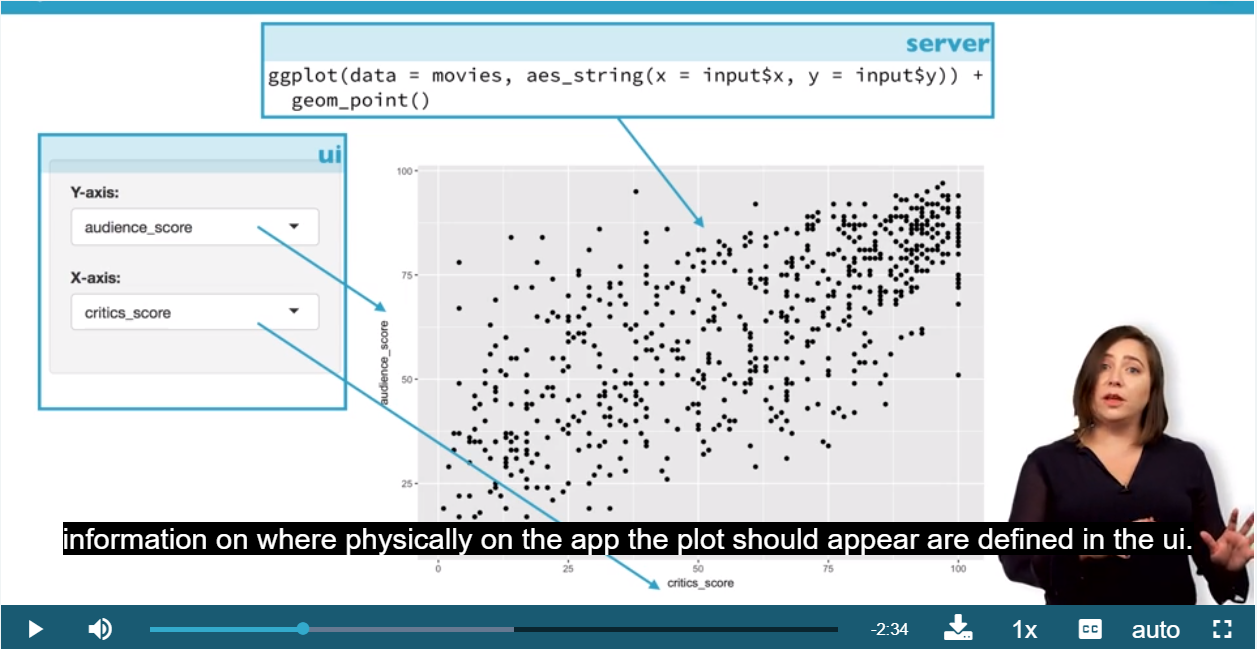 server
ggplot(data = movies, aes_string(x = input$x, y = input$y)) +
geom_point()
ui
Y-axis:
audience_score
X-axis:
critics_score
100
75
50
25
audience_score
information on where physically on the app the plot should appear are defined in the ui.
0 25 50 75 100
critics_score
-2:34 1x CC auto